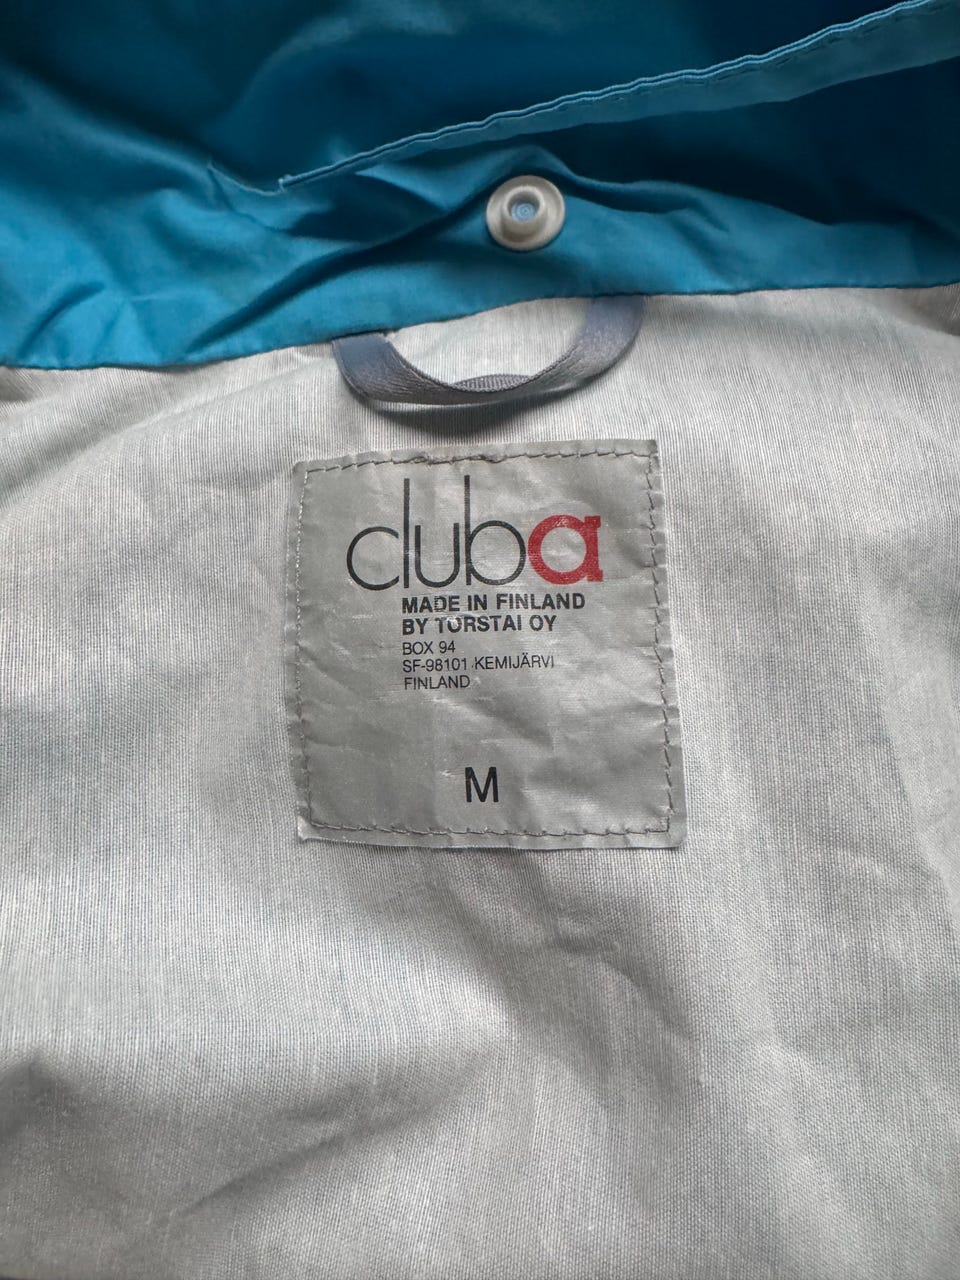 cluba
MADE IN FINLAND
BY TORSTAI OY
BOX 94
SF-98101 KEMIJÄRVI
FINLAND
M